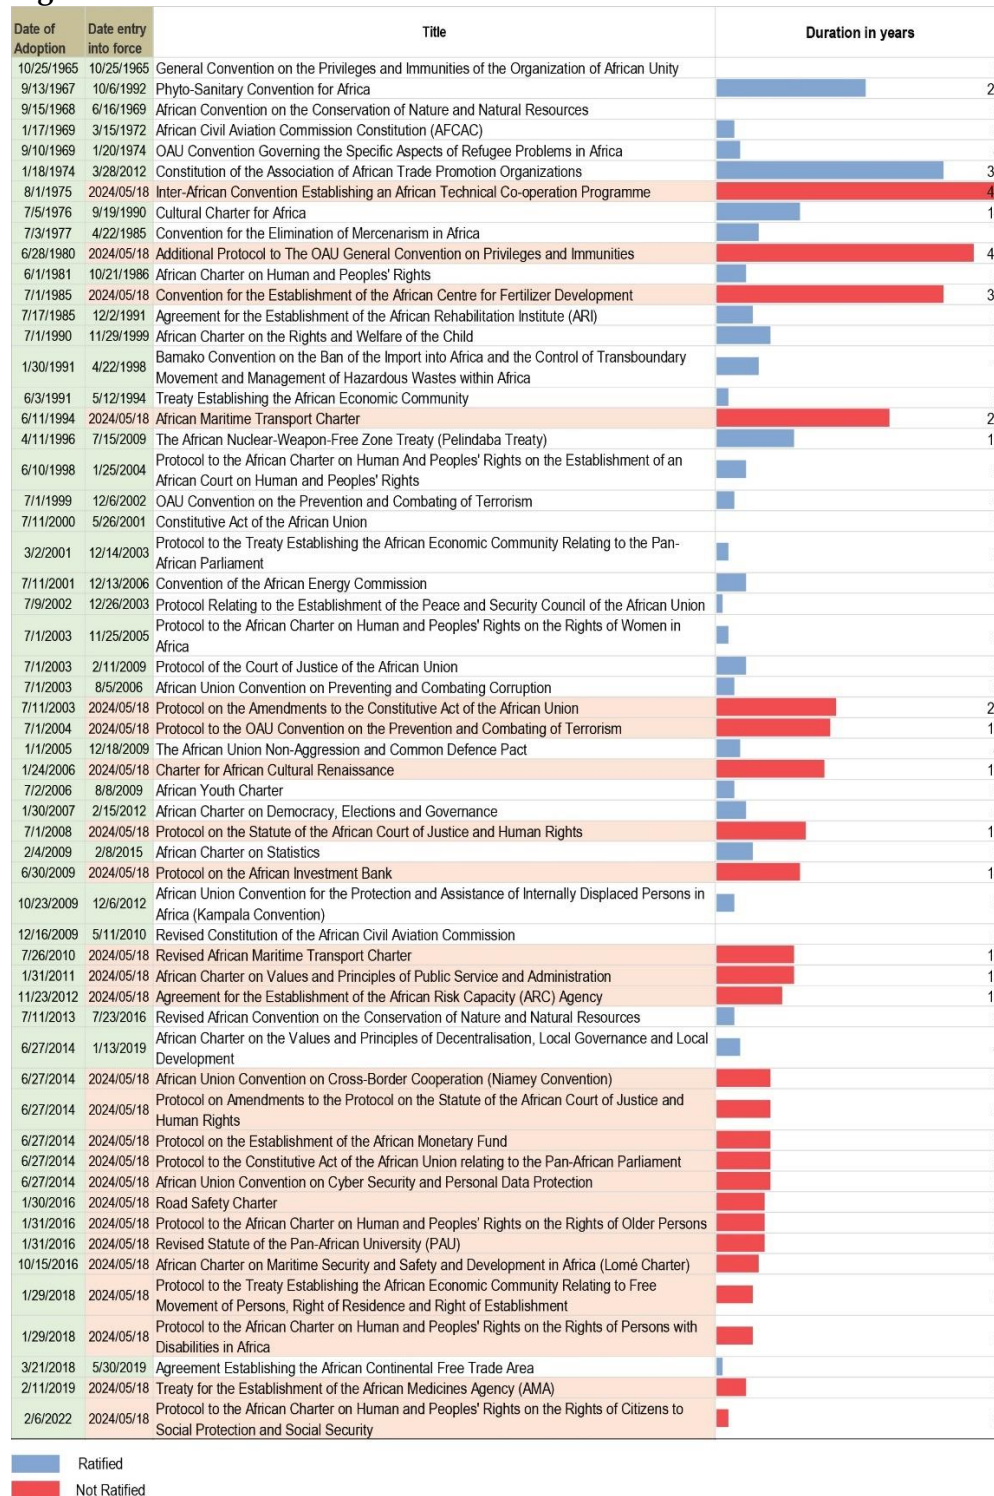 Date of Adoption Date entry into force Title Duration in years
10/25/1965 10/25/1965 General Convention on the Privileges and Immunities of the Organization of African Unity
9/13/1967 10/6/1992 Phyto-Sanitary Convention for Africa 2
9/15/1968 6/16/1969 African Convention on the Conservation of Nature and Natural Resources
1/17/1969 3/15/1972 African Civil Aviation Commission Constitution (AFCAC)
9/10/1969 1/20/1974 OAU Convention Governing the Specific Aspects of Refugee Problems in Africa
1/18/1974 3/28/2012 Constitution of the Association of African Trade Promotion Organizations 3
8/1/1975 2024/05/18 Inter-African Convention Establishing an African Technical Co-operation Programme 4
7/5/1976 9/19/1990 Cultural Charter for Africa 1
7/3/1977 4/22/1985 Convention for the Elimination of Mercenarism in Africa
6/28/1980 2024/05/18 Additional Protocol to The OAU General Convention on Privileges and Immunities 4
6/1/1981 10/21/1986 African Charter on Human and Peoples' Rights
7/1/1985 2024/05/18 Convention for the Establishment of the African Centre for Fertilizer Development 3
7/17/1985 12/2/1991 Agreement for the Establishment of the African Rehabilitation Institute (ARI)
7/1/1990 11/29/1999 African Charter on the Rights and Welfare of the Child
1/30/1991 4/22/1998 Bamako Convention on the Ban of the Import into Africa and the Control of Transboundary
Movement and Management of Hazardous Wastes within Africa
6/3/1991 5/12/1994 Treaty Establishing the African Economic Community
6/11/1994 2024/05/18 African Maritime Transport Charter 2
4/11/1996 7/15/2009 The African Nuclear-Weapon-Free Zone Treaty (Pelindaba Treaty) 1
6/10/1998 1/25/2004 Protocol to the African Charter on Human And Peoples' Rights on the Establishment of an
African Court on Human and Peoples' Rights
7/1/1999 12/6/2002 OAU Convention on the Prevention and Combating of Terrorism
7/11/2000 5/26/2001 Constitutive Act of the African Union
3/2/2001 12/14/2003 Protocol to the Treaty Establishing the African Economic Community Relating to the Pan-
African Parliament
7/11/2001 12/13/2006 Convention of the African Energy Commission
7/9/2002 12/26/2003 Protocol Relating to the Establishment of the Peace and Security Council of the African Union
7/1/2003 11/25/2005 Protocol to the African Charter on Human and Peoples' Rights on the Rights of Women in
Africa
7/1/2003 2/11/2009 Protocol of the Court of Justice of the African Union
7/1/2003 8/5/2006 African Union Convention on Preventing and Combating Corruption
7/11/2003 2024/05/18 Protocol on the Amendments to the Constitutive Act of the African Union 2
7/1/2004 2024/05/18 Protocol to the OAU Convention on the Prevention and Combating of Terrorism 1
1/1/2005 12/18/2009 The African Union Non-Aggression and Common Defence Pact
1/24/2006 2024/05/18 Charter for African Cultural Renaissance 1
7/2/2006 8/8/2009 African Youth Charter
1/30/2007 2/15/2012 African Charter on Democracy, Elections and Governance
7/1/2008 2024/05/18 Protocol on the Statute of the African Court of Justice and Human Rights 1
2/4/2009 2/8/2015 African Charter on Statistics
6/30/2009 2024/05/18 Protocol on the African Investment Bank 1
10/23/2009 12/6/2012 African Union Convention for the Protection and Assistance of Internally Displaced Persons in
Africa (Kampala Convention)
12/16/2009 5/11/2010 Revised Constitution of the African Civil Aviation Commission
7/26/2010 2024/05/18 Revised African Maritime Transport Charter 1
1/31/2011 2024/05/18 African Charter on Values and Principles of Public Service and Administration 1
11/23/2012 2024/05/18 Agreement for the Establishment of the African Risk Capacity (ARC) Agency 1
7/11/2013 7/23/2016 Revised African Convention on the Conservation of Nature and Natural Resources
6/27/2014 1/13/2019 African Charter on the Values and Principles of Decentralisation, Local Governance and Local
Development
6/27/2014 2024/05/18 African Union Convention on Cross-Border Cooperation (Niamey Convention)
6/27/2014 2024/05/18 Protocol on Amendments to the Protocol on the Statute of the African Court of Justice and
Human Rights
6/27/2014 2024/05/18 Protocol on the Establishment of the African Monetary Fund
6/27/2014 2024/05/18 Protocol to the Constitutive Act of the African Union relating to the Pan-African Parliament
6/27/2014 2024/05/18 African Union Convention on Cyber Security and Personal Data Protection
1/30/2016 2024/05/18 Road Safety Charter
1/31/2016 2024/05/18 Protocol to the African Charter on Human and Peoples' Rights on the Rights of Older Persons
1/31/2016 2024/05/18 Revised Statute of the Pan-African University (PAU)
10/15/2016 2024/05/18 African Charter on Maritime Security and Safety and Development in Africa (Lomé Charter)
1/29/2018 2024/05/18 Protocol to the Treaty Establishing the African Economic Community Relating to Free
Movement of Persons, Right of Residence and Right of Establishment
1/29/2018 2024/05/18 Protocol to the African Charter on Human and Peoples' Rights on the Rights of Persons with
Disabilities in Africa
3/21/2018 5/30/2019 Agreement Establishing the African Continental Free Trade Area
2/11/2019 2024/05/18 Treaty for the Establishment of the African Medicines Agency (AMA)
2/6/2022 2024/05/18 Protocol to the African Charter on Human and Peoples' Rights on the Rights of Citizens to
Social Protection and Social Security
Ratified
Not Ratified